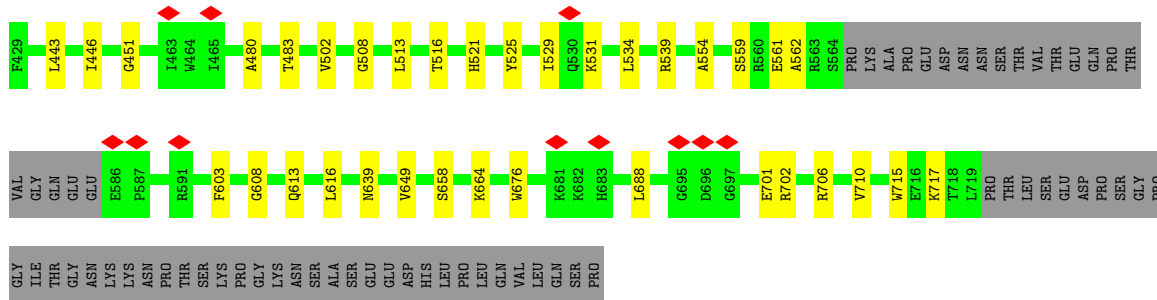 F429 L443 I446 G451 I463 W464 I465 A480 T483 V502 G508 L513 T516 H521 Y525 I529 Q530 K531 L534 R539 A554 S559 R560 E561 A562 R563 S564 PRO LYS ALA PRO GLU ASP ASN ASN SER THR VAL THR GLU GLN PRO THR
VAL GLY GLN GLU GLU E586 P587 R591 F603 G608 Q613 L616 N639 V649 S658 K664 W676 K681 K682 H683 L688 G695 D696 G697 E701 R702 R706 V710 W715 E716 K717 T718 L719 PRO THR LEU SER GLU ASP PRO SER GLY PRO
GLY ILE THR GLY ASN LYS LYS ASN PRO THR SER LYS PRO GLY LYS ASN SER ALA SER GLU GLU ASP HIS LEU PRO LEU GLN VAL LEU GLN SER PRO